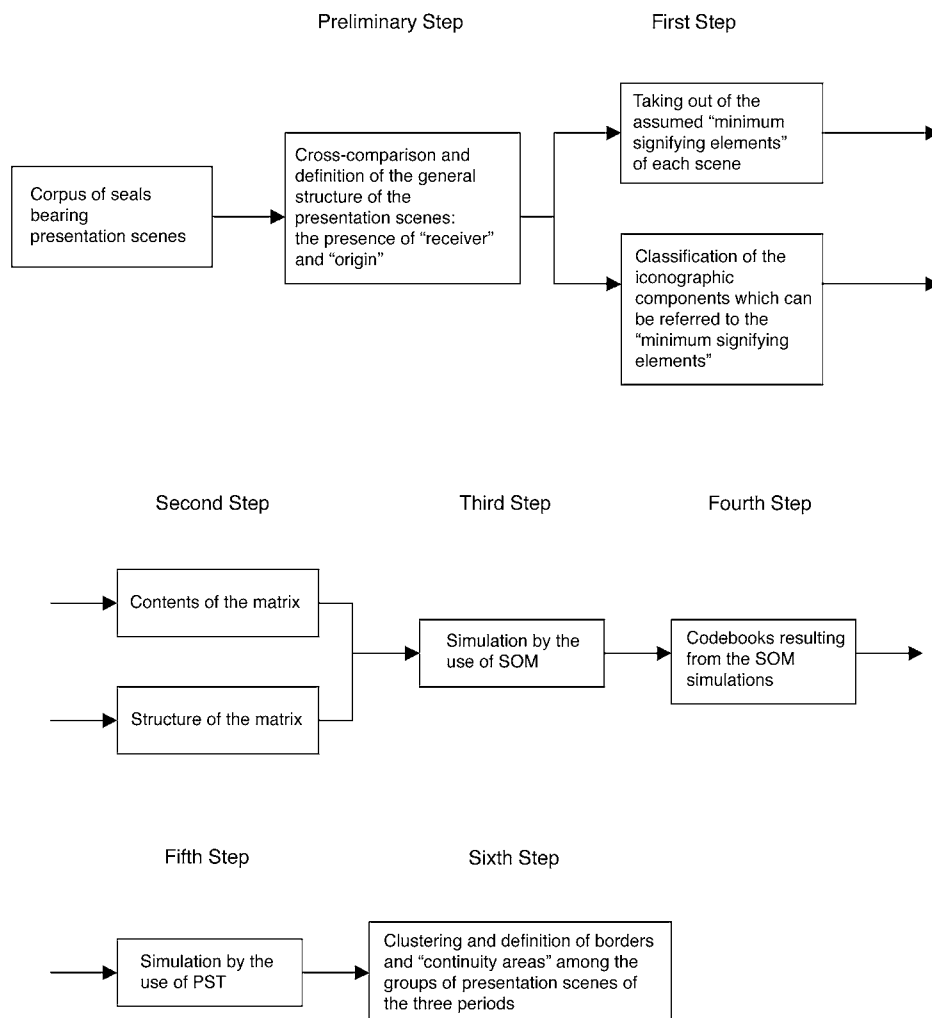 Preliminary Step
First Step
Corpus of seals
bearing
presentation scenes
Cross-comparison and
definition of the general
structure of the
presentation scenes:
the presence of “receiver”
and “origin”
Taking out of the
assumed “minimum
signifying elements”
of each scene
Classification of the
iconographic
components which can
be referred to the
“minimum signifying
elements”
Second Step
Third Step
Fourth Step
Contents of the matrix
Structure of the matrix
Simulation by the
use of SOM
Codebooks resulting
from the SOM
simulations
Fifth Step
Sixth Step
Simulation by the
use of PST
Clustering and definition of borders
and “continuity areas” among the
groups of presentation scenes of
the three periods